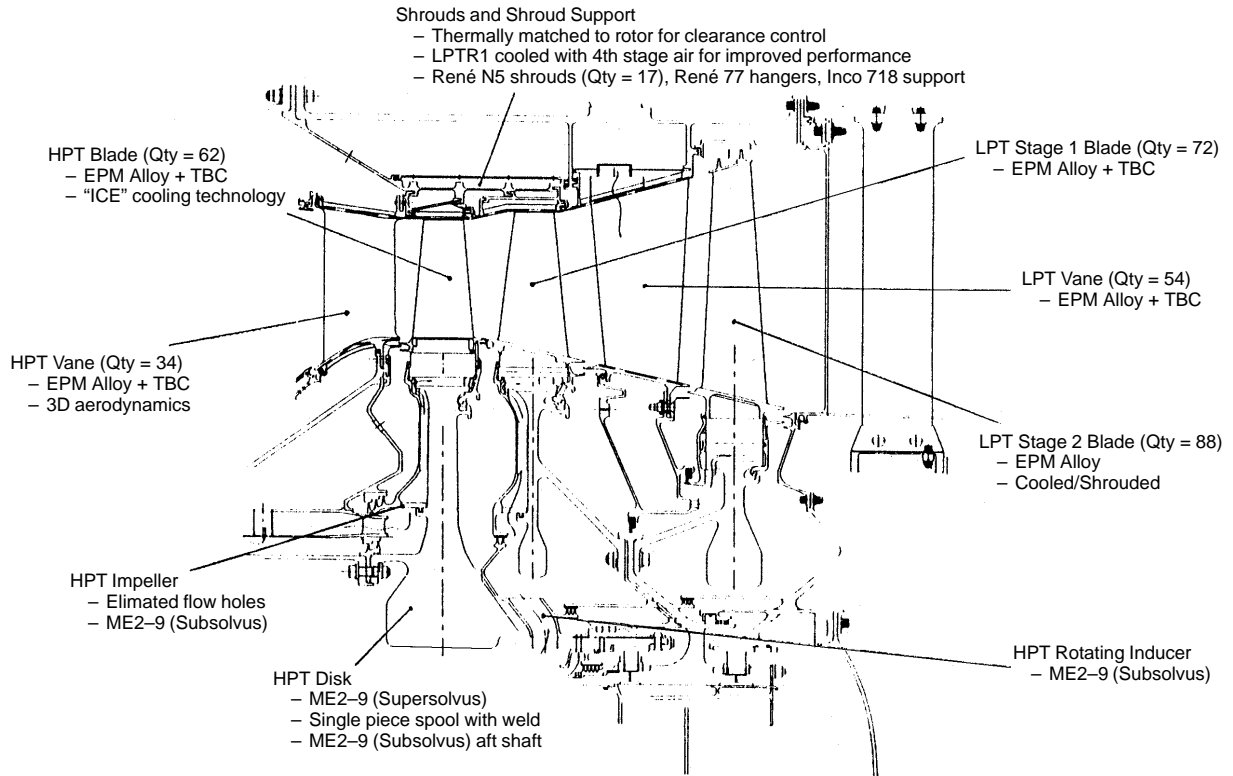 Shrouds and Shroud Support
– Thermally matched to rotor for clearance control
– LPTR1 cooled with 4th stage air for improved performance
– René N5 shrouds (Qty = 17), René 77 hangers, Inco 718 support
HPT Blade (Qty = 62)
– EPM Alloy + TBC
– “ICE” cooling technology
LPT Stage 1 Blade (Qty = 72)
– EPM Alloy + TBC
LPT Vane (Qty = 54)
– EPM Alloy + TBC
HPT Vane (Qty = 34)
– EPM Alloy + TBC
– 3D aerodynamics
LPT Stage 2 Blade (Qty = 88)
– EPM Alloy
– Cooled/Shrouded
HPT Impeller
– Elimated flow holes
– ME2–9 (Subsolvus)
HPT Disk
– ME2–9 (Supersolvus)
– Single piece spool with weld
– ME2–9 (Subsolvus) aft shaft
HPT Rotating Inducer
– ME2–9 (Subsolvus)